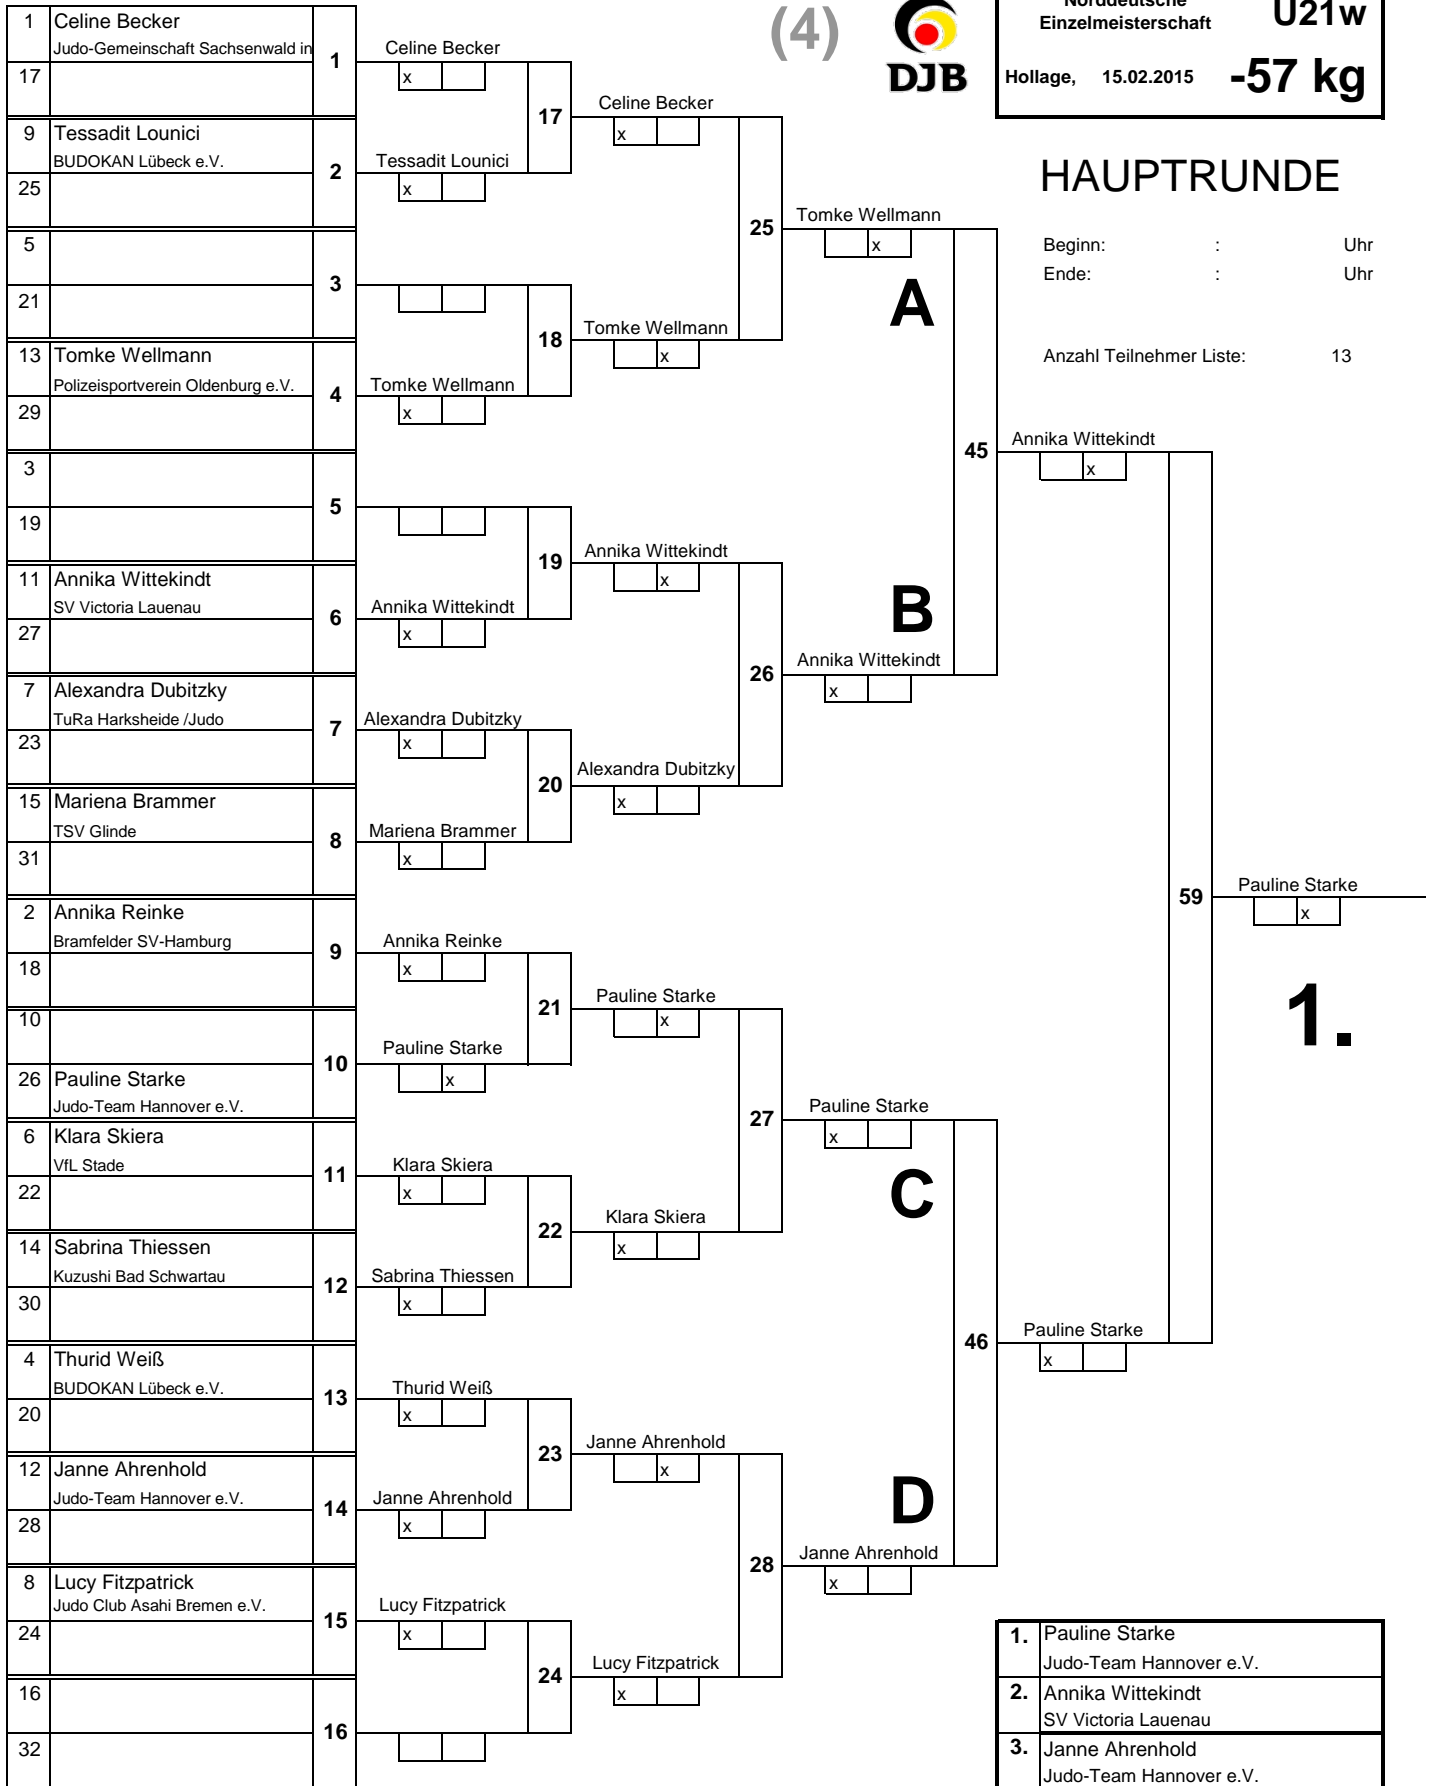 (4)
DJB
Norddeutsche
Einzelmeisterschaft
U21w
Hollage, 15.02.2015 -57 kg
HAUPTRUNDE
Beginn: : Uhr
Ende: : Uhr
Anzahl Teilnehmer Liste: 13
1 Celine Becker
Judo-Gemeinschaft Sachsenwald in
17
1
9 Tessadit Lounici
BUDOKAN Lübeck e.V.
25
2
5
21
3
13 Tomke Wellmann
Polizeisportverein Oldenburg e.V.
29
4
3
19
5
11 Annika Wittekindt
SV Victoria Lauenau
27
6
7 Alexandra Dubitzky
TuRa Harksheide /Judo
23
7
15 Mariena Brammer
TSV Glinde
31
8
2 Annika Reinke
Bramfelder SV-Hamburg
18
9
10
26 Pauline Starke
Judo-Team Hannover e.V.
10
6 Klara Skiera
VfL Stade
22
11
14 Sabrina Thiessen
Kuzushi Bad Schwartau
30
12
4 Thurid Weiß
BUDOKAN Lübeck e.V.
20
13
12 Janne Ahrenhold
Judo-Team Hannover e.V.
28
14
8 Lucy Fitzpatrick
Judo Club Asahi Bremen e.V.
24
15
16
32
16
Celine Becker
x
17
Tessadit Lounici
x
18
Tomke Wellmann
x
19
Annika Wittekindt
x
Alexandra Dubitzky
x
20
Mariena Brammer
x
Annika Reinke
x
21
Pauline Starke
x
Klara Skiera
x
22
Sabrina Thiessen
x
Thurid Weiß
x
23
Janne Ahrenhold
x
Lucy Fitzpatrick
x
24
Celine Becker
x
25
Tomke Wellmann
x
Annika Wittekindt
x
26
Alexandra Dubitzky
x
Pauline Starke
x
27
Klara Skiera
x
Janne Ahrenhold
x
28
Lucy Fitzpatrick
x
Tomke Wellmann
x
A
45
B
Annika Wittekindt
x
Pauline Starke
x
C
46
D
Janne Ahrenhold
x
Annika Wittekindt
x
59
Pauline Starke
x
Pauline Starke
x
1.
1. Pauline Starke
Judo-Team Hannover e.V.
2. Annika Wittekindt
SV Victoria Lauenau
3. Janne Ahrenhold
Judo-Team Hannover e.V.